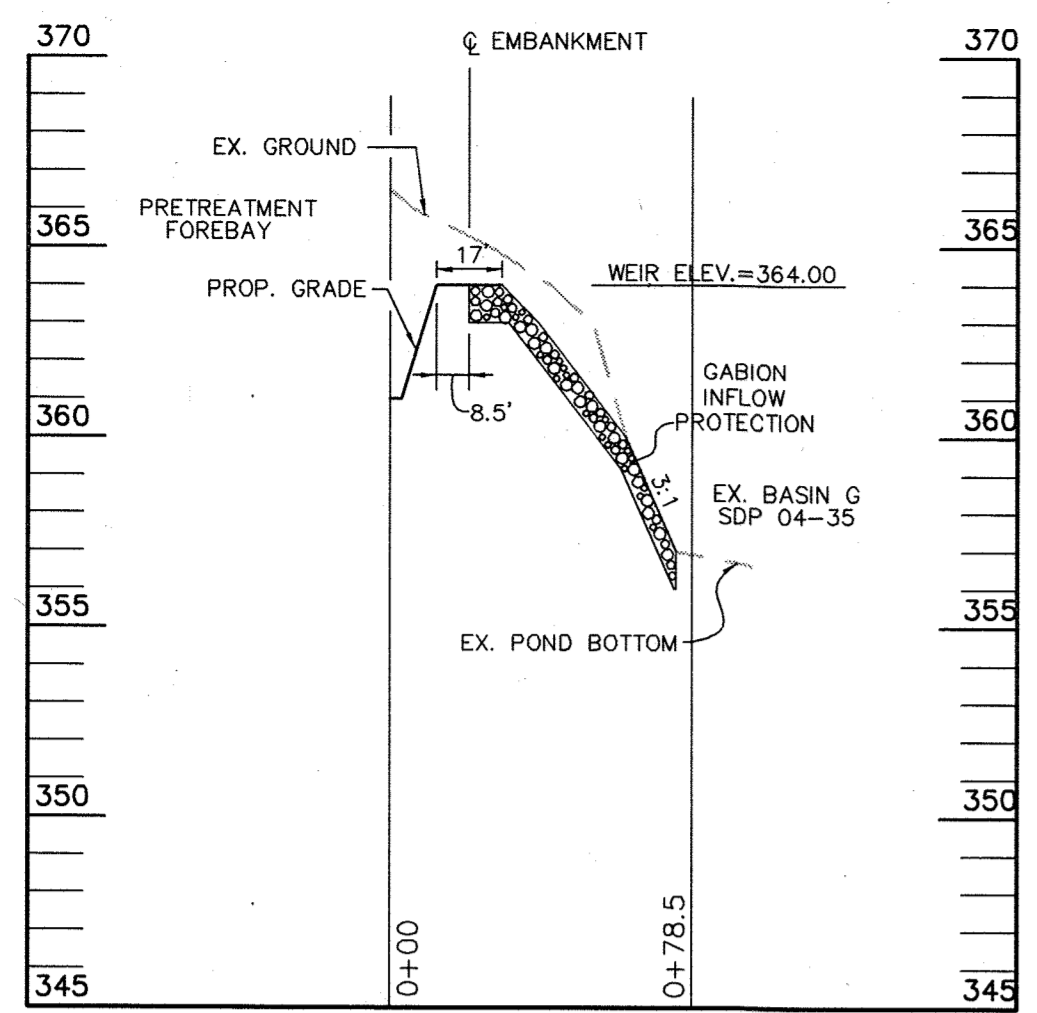 370
℄ EMBANKMENT
370
EX. GROUND
PRETREATMENT
FOREBAY
365
365
17'
WEIR ELEV.=364.00
PROP. GRADE
GABION
INFLOW
PROTECTION
8.5'
360
360
3:1
EX. BASIN G
SDP 04-35
355
355
EX. POND BOTTOM
350
350
0+00
0+78.5
345
345